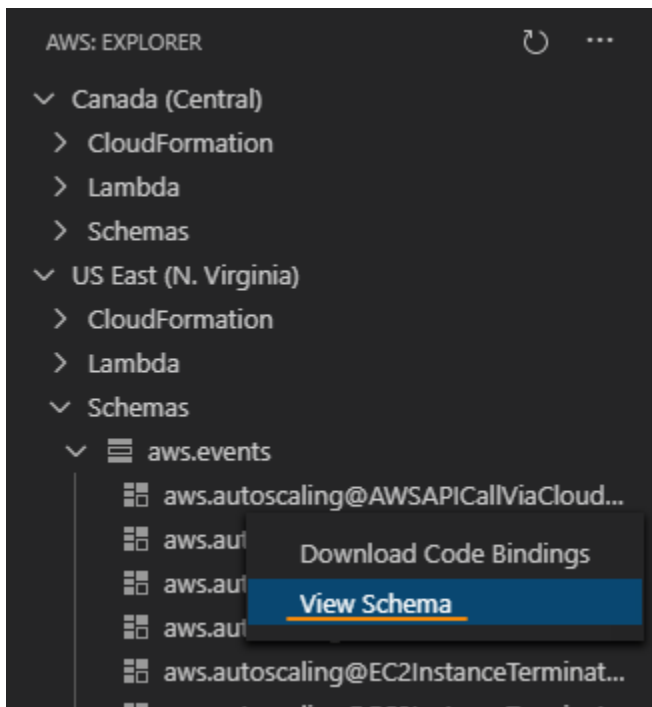 AWS: EXPLORER
Canada (Central)
CloudFormation
Lambda
Schemas
US East (N. Virginia)
CloudFormation
Lambda
Schemas
aws.events
aws.autoscaling@AWSAPICallViaCloud...
aws.aut
Download Code Bindings
aws.aut
View Schema
aws.aut
aws.autoscaling@EC2InstanceTerminat...